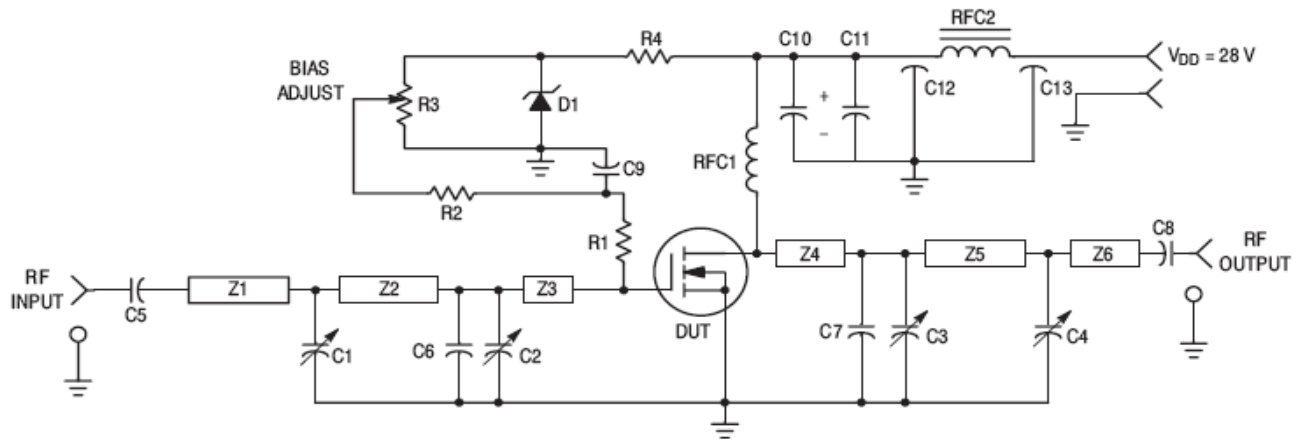 RFC2
R4
C10
C11
V_DD = 28 V
BIAS
ADJUST
R3
D1
C12
C13
+
–
C9
RFC1
R2
R1
C8
RF
INPUT
C5
Z1
Z2
Z3
Z4
Z5
Z6
RF
OUTPUT
DUT
C1
C6
C2
C7
C3
C4